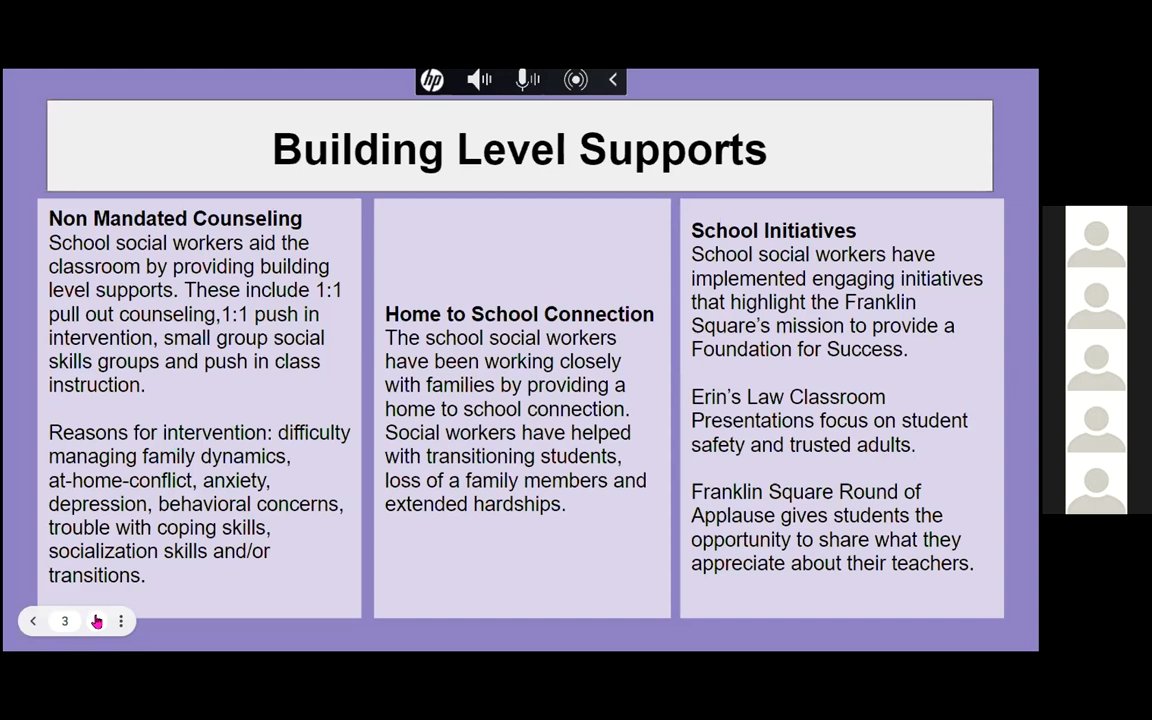 hp
Building Level Supports
Non Mandated Counseling
School social workers aid the
classroom by providing building
level supports. These include 1:1
pull out counseling,1:1 push in
intervention, small group social
skills groups and push in class
instruction.
Reasons for intervention: difficulty
managing family dynamics,
at-home-conflict, anxiety,
depression, behavioral concerns,
trouble with coping skills,
socialization skills and/or
transitions.
Home to School Connection
The school social workers
have been working closely
with families by providing a
home to school connection.
Social workers have helped
with transitioning students,
loss of a family members and
extended hardships.
School Initiatives
School social workers have
implemented engaging initiatives
that highlight the Franklin
Square's mission to provide a
Foundation for Success.
Erin's Law Classroom
Presentations focus on student
safety and trusted adults.
Franklin Square Round of
Applause gives students the
opportunity to share what they
appreciate about their teachers.
3